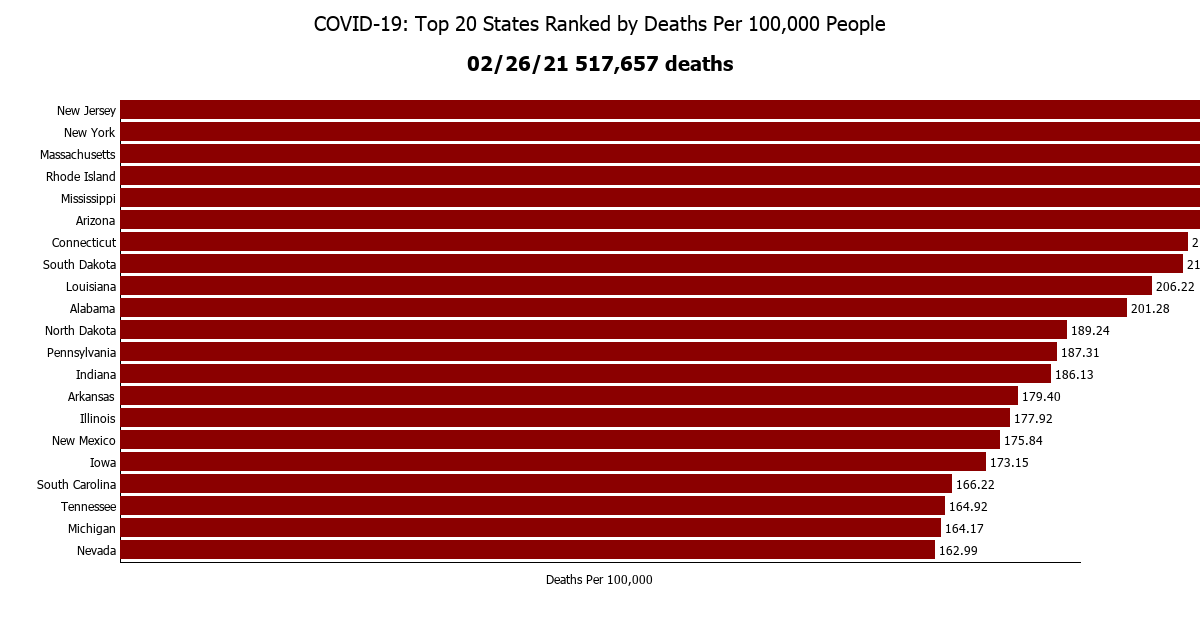 COVID-19: Top 20 States Ranked by Deaths Per 100,000 People
02/26/21 517,657 deaths
New Jersey
New York
Massachusetts
Rhode Island
Mississippi
Arizona
Connecticut 2
South Dakota 21
Louisiana 206.22
Alabama 201.28
North Dakota 189.24
Pennsylvania 187.31
Indiana 186.13
Arkansas 179.40
Illinois 177.92
New Mexico 175.84
Iowa 173.15
South Carolina 166.22
Tennessee 164.92
Michigan 164.17
Nevada 162.99
Deaths Per 100,000